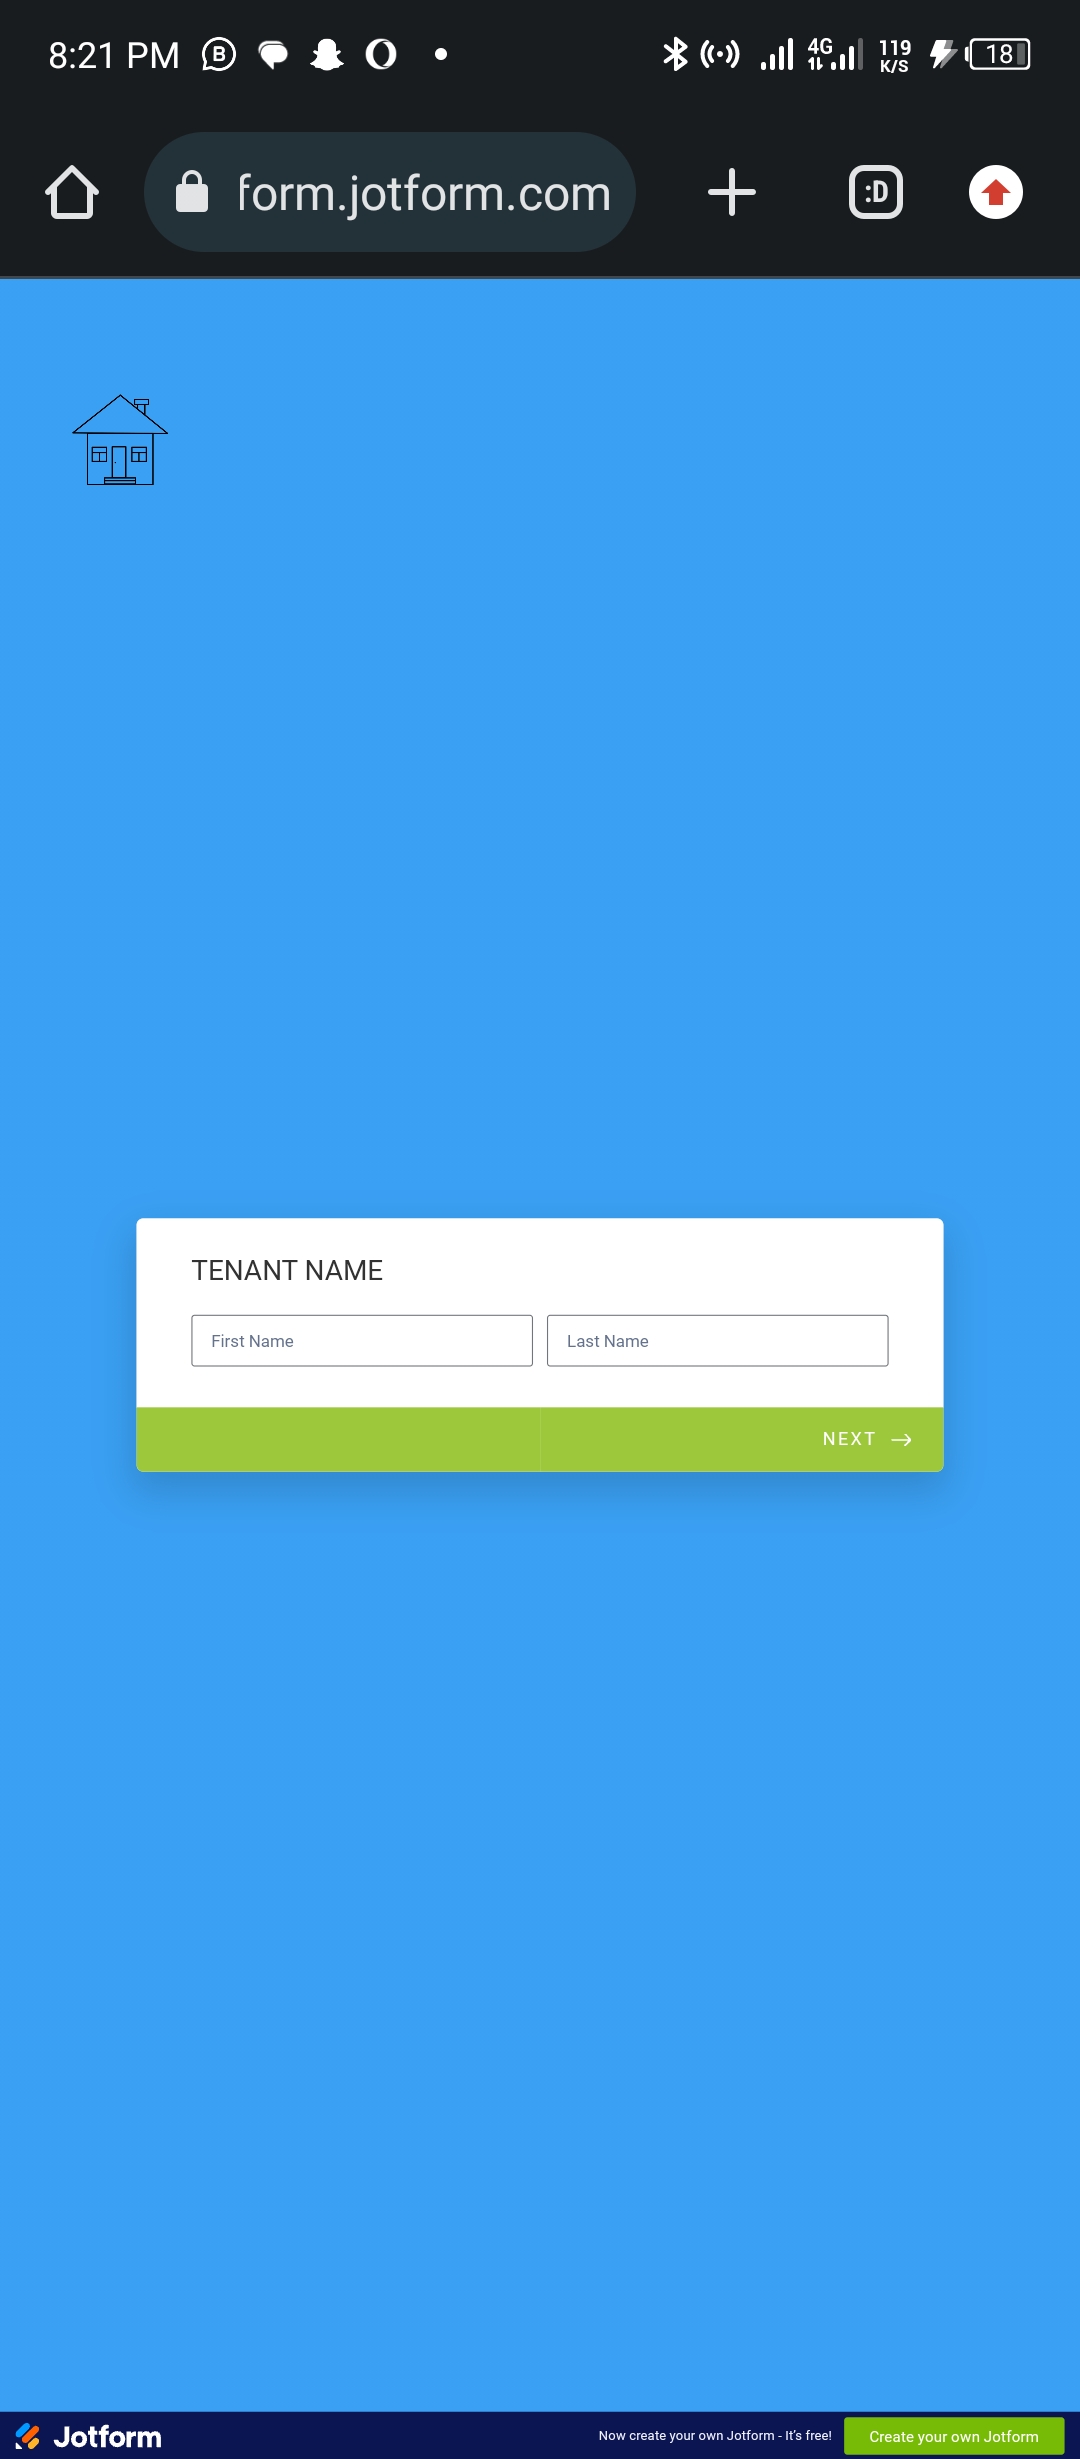 8:21 PM
4G
119
K/S
18
form.jotform.com
:D
TENANT NAME
First Name
Last Name
NEXT
Jotform
Now create your own Jotform - It's free!
Create your own Jotform